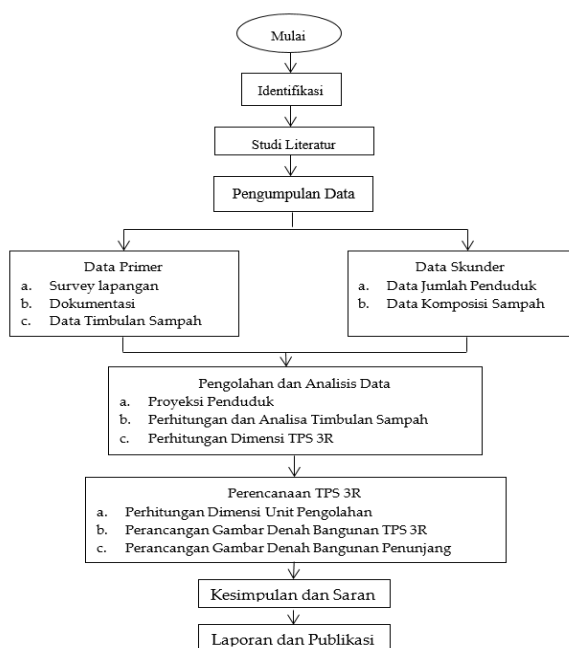 Mulai
Identifikasi
Studi Literatur
Pengumpulan Data
Data Primer
a. Survey lapangan
b. Dokumentasi
c. Data Timbulan Sampah
Data Skunder
a. Data Jumlah Penduduk
b. Data Komposisi Sampah
Pengolahan dan Analisis Data
a. Proyeksi Penduduk
b. Perhitungan dan Analisa Timbulan Sampah
c. Perhitungan Dimensi TPS 3R
Perencanaan TPS 3R
a. Perhitungan Dimensi Unit Pengolahan
b. Perancangan Gambar Denah Bangunan TPS 3R
c. Perancangan Gambar Denah Bangunan Penunjang
Kesimpulan dan Saran
Laporan dan Publikasi